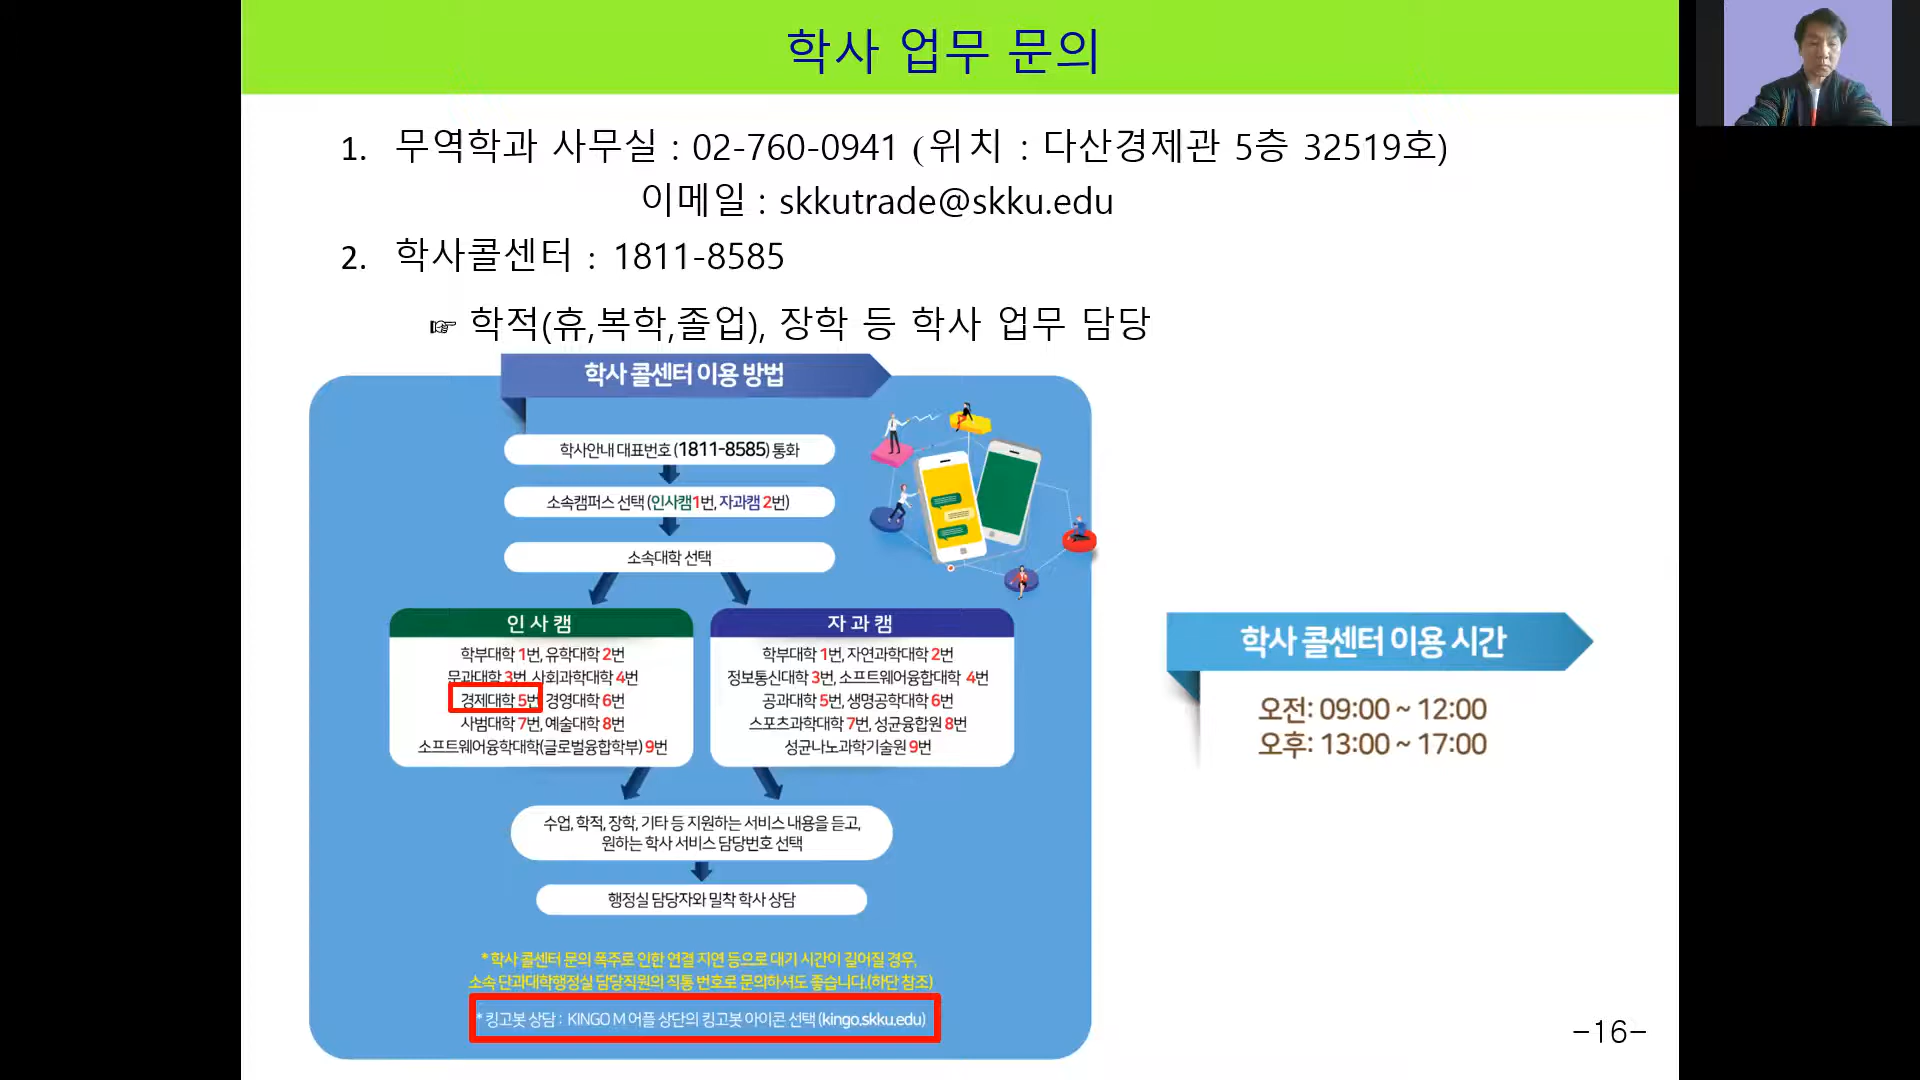 학사 업무 문의
1. 무역학과 사무실 : 02-760-0941 (위치 : 다산경제관 5층 32519호)
이메일 : skkutrade@skku.edu
2. 학사콜센터 : 1811-8585
☞ 학적(휴,복학,졸업), 장학 등 학사 업무 담당
학사 콜센터 이용 방법
학사안내 대표번호 (1811-8585) 통화
소속캠퍼스 선택 (인사캠1번, 자과캠 2번)
소속대학 선택
인 사 캠
학부대학 1번, 유학대학 2번
문과대학 3번, 사회과학대학 4번
경제대학 5번, 경영대학 6번
사범대학 7번, 예술대학 8번
소프트웨어융학대학(글로벌융합학부) 9번
자 과 캠
학부대학 1번, 자연과학대학 2번
정보통신대학 3번, 소프트웨어융합대학 4번
공과대학 5번, 생명공학대학 6번
스포츠과학대학 7번, 성균융합원 8번
성균나노과학기술원 9번
수업, 학적, 장학, 기타 등 지원하는 서비스 내용을 듣고,
원하는 학사 서비스 담당번호 선택
행정실 담당자와 밀착 학사 상담
* 학사 콜센터 문의 폭주로 인한 연결 지연 등으로 대기 시간이 길어질 경우,
소속 단과대학행정실 담당직원의 직통 번호로 문의하셔도 좋습니다.(하단 참조)
* 킹고봇 상담 : KINGO M 어플 상단의 킹고봇 아이콘 선택 (kingo.skku.edu)
학사 콜센터 이용 시간
오전: 09:00 ~ 12:00
오후: 13:00 ~ 17:00
-16-